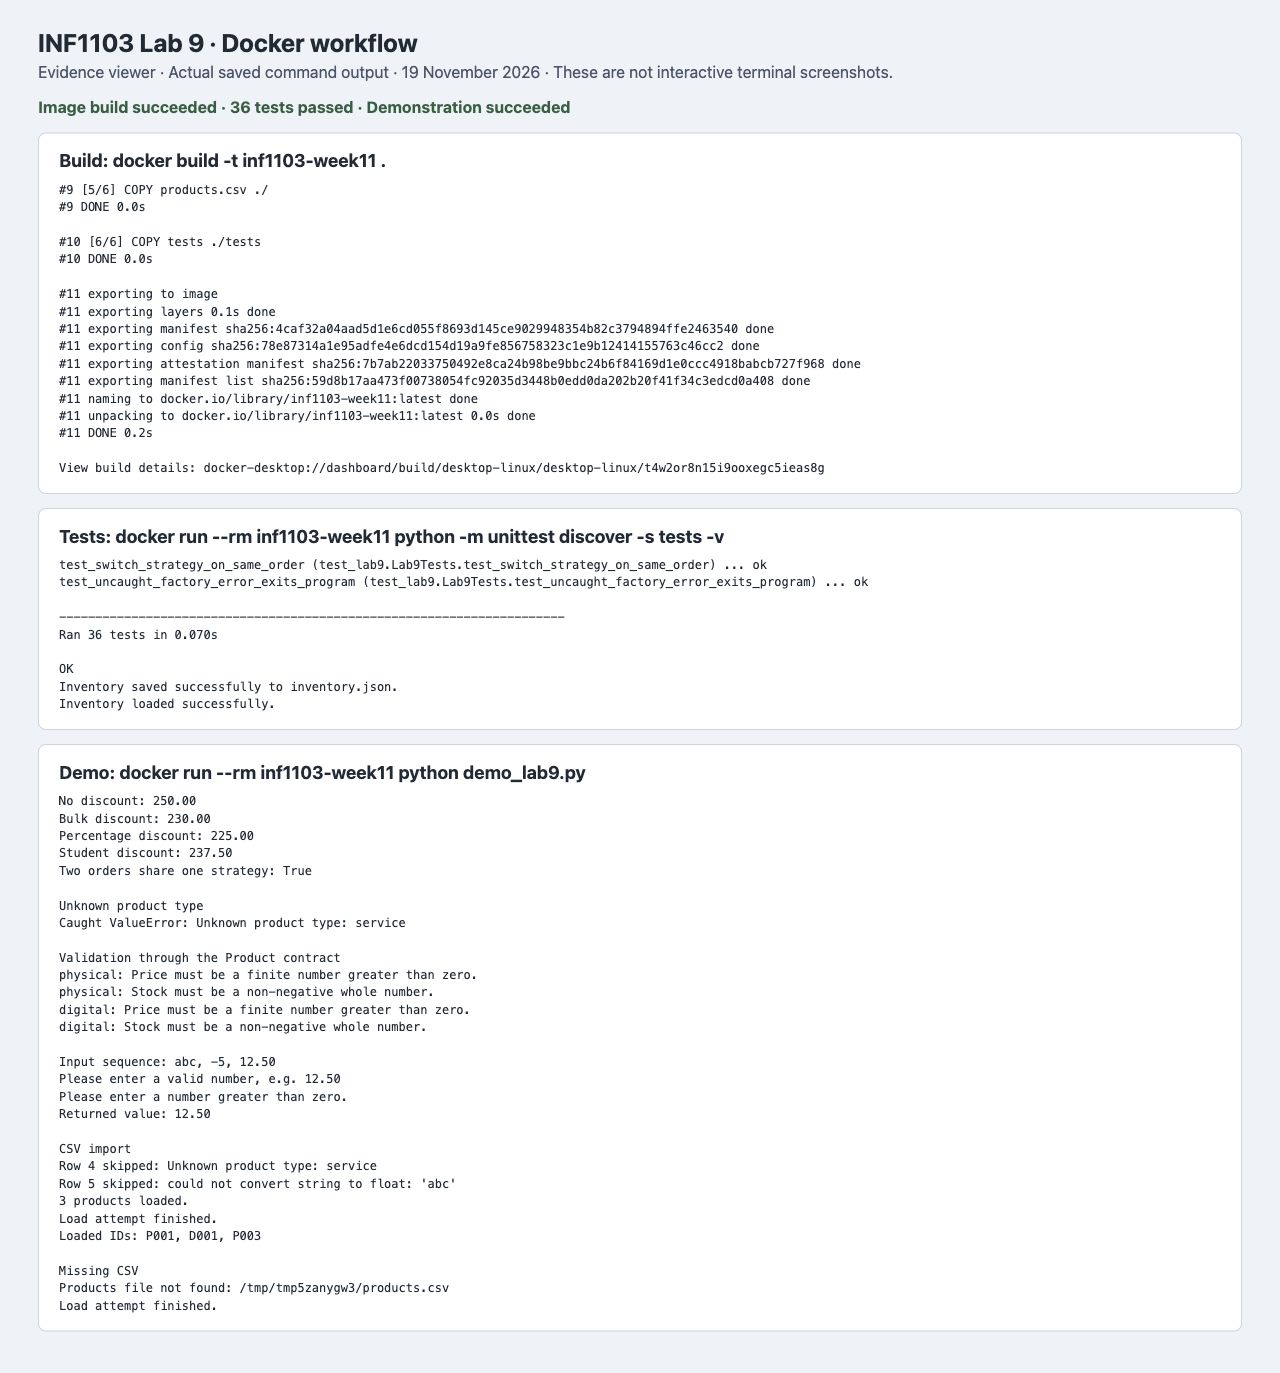 INF1103 Lab 9 · Docker workflow
Evidence viewer · Actual saved command output · 19 November 2026 · These are not interactive terminal screenshots.
Image build succeeded · 36 tests passed · Demonstration succeeded
Build: docker build -t inf1103-week11 .
#9 [5/6] COPY products.csv ./
#9 DONE 0.0s
#10 [6/6] COPY tests ./tests
#10 DONE 0.0s
#11 exporting to image
#11 exporting layers 0.1s done
#11 exporting manifest sha256:4caf32a04aad5d1e6cd055f8693d145ce9029948354b82c3794894ffe2463540 done
#11 exporting config sha256:78e87314a1e95adfe4e6dcd154d19a9fe856758323c1e9b12414155763c46cc2 done
#11 exporting attestation manifest sha256:7b7ab22033750492e8ca24b98be9bbc24b6f84169d1e0ccc4918babcb727f968 done
#11 exporting manifest list sha256:59d8b17aa473f00738054fc92035d3448b0edd0da202b20f41f34c3edcd0a408 done
#11 naming to docker.io/library/inf1103-week11:latest done
#11 unpacking to docker.io/library/inf1103-week11:latest 0.0s done
#11 DONE 0.2s
View build details: docker-desktop://dashboard/build/desktop-linux/desktop-linux/t4w2or8n15i9ooxegc5ieas8g
Tests: docker run --rm inf1103-week11 python -m unittest discover -s tests -v
test_switch_strategy_on_same_order (test_lab9.Lab9Tests.test_switch_strategy_on_same_order) ... ok
test_uncaught_factory_error_exits_program (test_lab9.Lab9Tests.test_uncaught_factory_error_exits_program) ... ok
----------------------------------------------------------------------
Ran 36 tests in 0.070s
OK
Inventory saved successfully to inventory.json.
Inventory loaded successfully.
Demo: docker run --rm inf1103-week11 python demo_lab9.py
No discount: 250.00
Bulk discount: 230.00
Percentage discount: 225.00
Student discount: 237.50
Two orders share one strategy: True
Unknown product type
Caught ValueError: Unknown product type: service
Validation through the Product contract
physical: Price must be a finite number greater than zero.
physical: Stock must be a non-negative whole number.
digital: Price must be a finite number greater than zero.
digital: Stock must be a non-negative whole number.
Input sequence: abc, -5, 12.50
Please enter a valid number, e.g. 12.50
Please enter a number greater than zero.
Returned value: 12.50
CSV import
Row 4 skipped: Unknown product type: service
Row 5 skipped: could not convert string to float: 'abc'
3 products loaded.
Load attempt finished.
Loaded IDs: P001, D001, P003
Missing CSV
Products file not found: /tmp/tmp5zanygw3/products.csv
Load attempt finished.